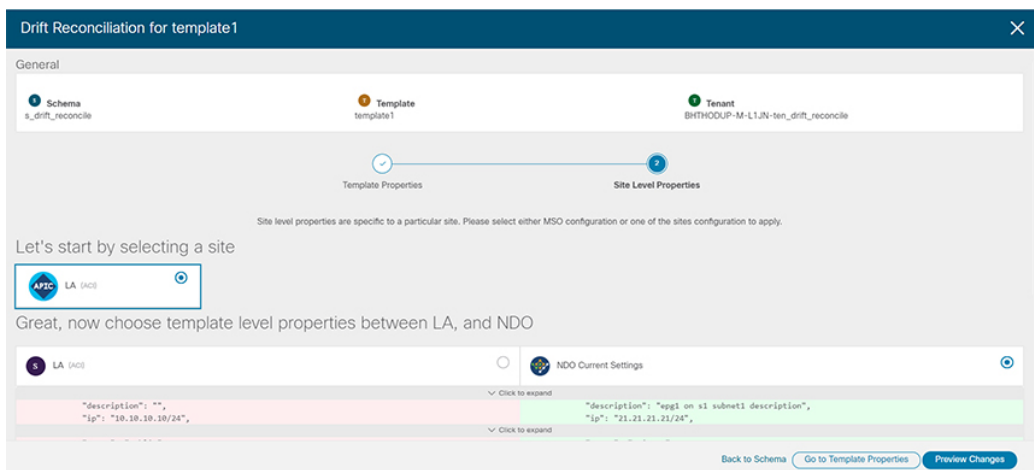 Drift Reconciliation for template1
General
S Schema
s_drift_reconcile
T Template
template1
T Tenant
BHTHODUP-M-L1JN-ten_drift_reconcile
2
Template Properties
Site Level Properties
Site level properties are specific to a particular site. Please select either MSO configuration or one of the sites configuration to apply.
Let's start by selecting a site
APIC LA (ACI)
Great, now choose template level properties between LA, and NDO
S LA (ACI)
NDO Current Settings
Click to expand
"description": "",
"ip": "10.10.10.10/24",
"description": "epg1 on s1 subnet1 description",
"ip": "21.21.21.21/24",
Click to expand
Back to Schema Go to Template Properties Preview Changes